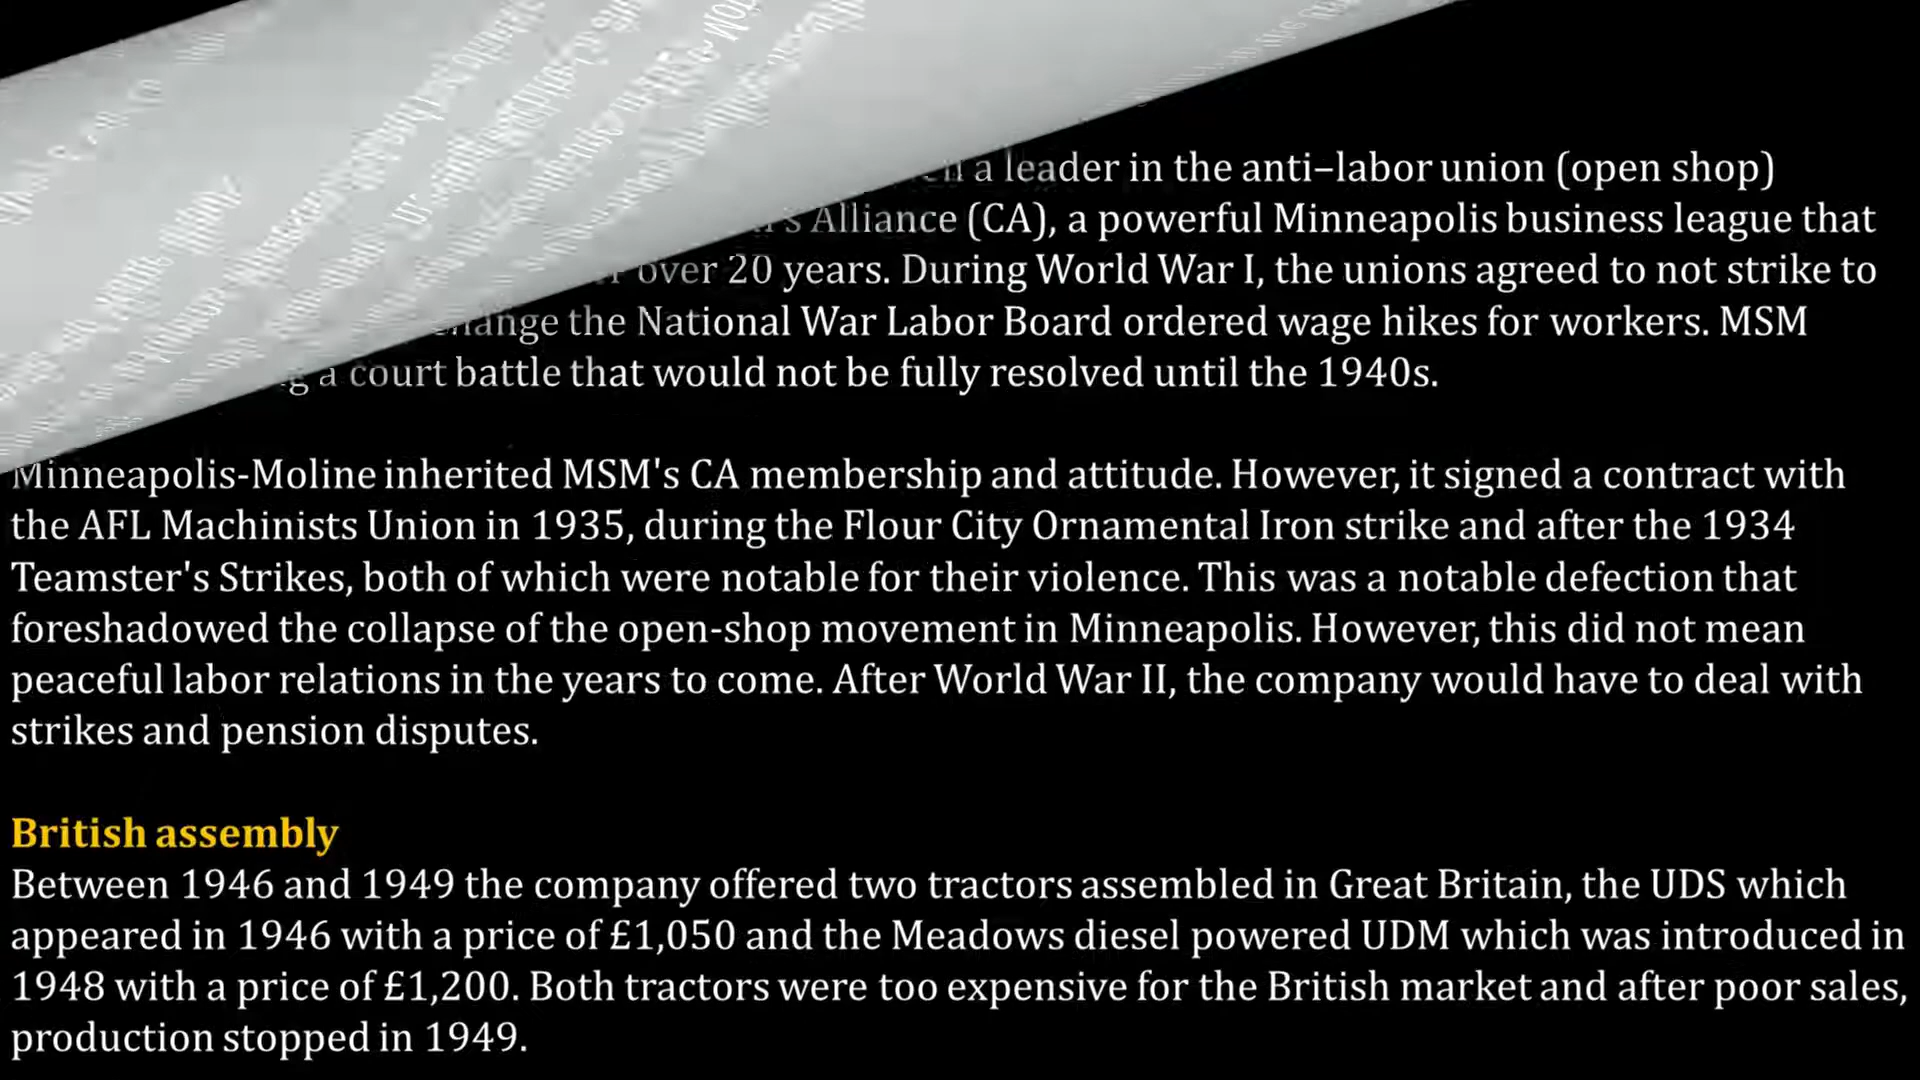 a leader in the anti–labor union (open shop)
Alliance (CA), a powerful Minneapolis business league that
over 20 years. During World War I, the unions agreed to not strike to
the National War Labor Board ordered wage hikes for workers. MSM
a court battle that would not be fully resolved until the 1940s.
Minneapolis-Moline inherited MSM's CA membership and attitude. However, it signed a contract with
the AFL Machinists Union in 1935, during the Flour City Ornamental Iron strike and after the 1934
Teamster's Strikes, both of which were notable for their violence. This was a notable defection that
foreshadowed the collapse of the open-shop movement in Minneapolis. However, this did not mean
peaceful labor relations in the years to come. After World War II, the company would have to deal with
strikes and pension disputes.
British assembly
Between 1946 and 1949 the company offered two tractors assembled in Great Britain, the UDS which
appeared in 1946 with a price of £1,050 and the Meadows diesel powered UDM which was introduced in
1948 with a price of £1,200. Both tractors were too expensive for the British market and after poor sales,
production stopped in 1949.